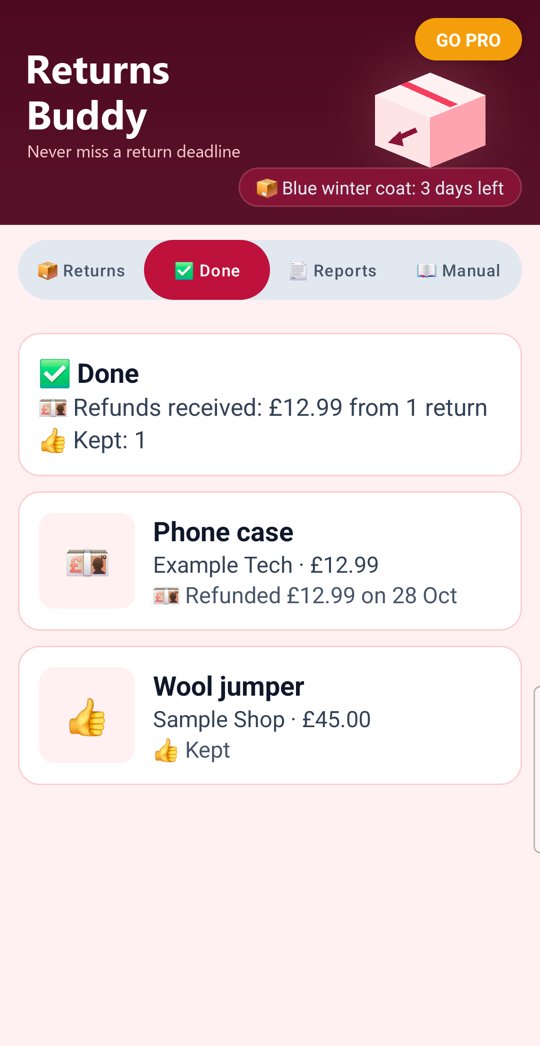 GO PRO
Returns
Buddy
Never miss a return deadline
📦 Blue winter coat: 3 days left
📦 Returns
✅ Done
📄 Reports
📖 Manual
✅ Done
💷 Refunds received: £12.99 from 1 return
👍 Kept: 1
Phone case
Example Tech · £12.99
💷 Refunded £12.99 on 28 Oct
Wool jumper
Sample Shop · £45.00
👍 Kept